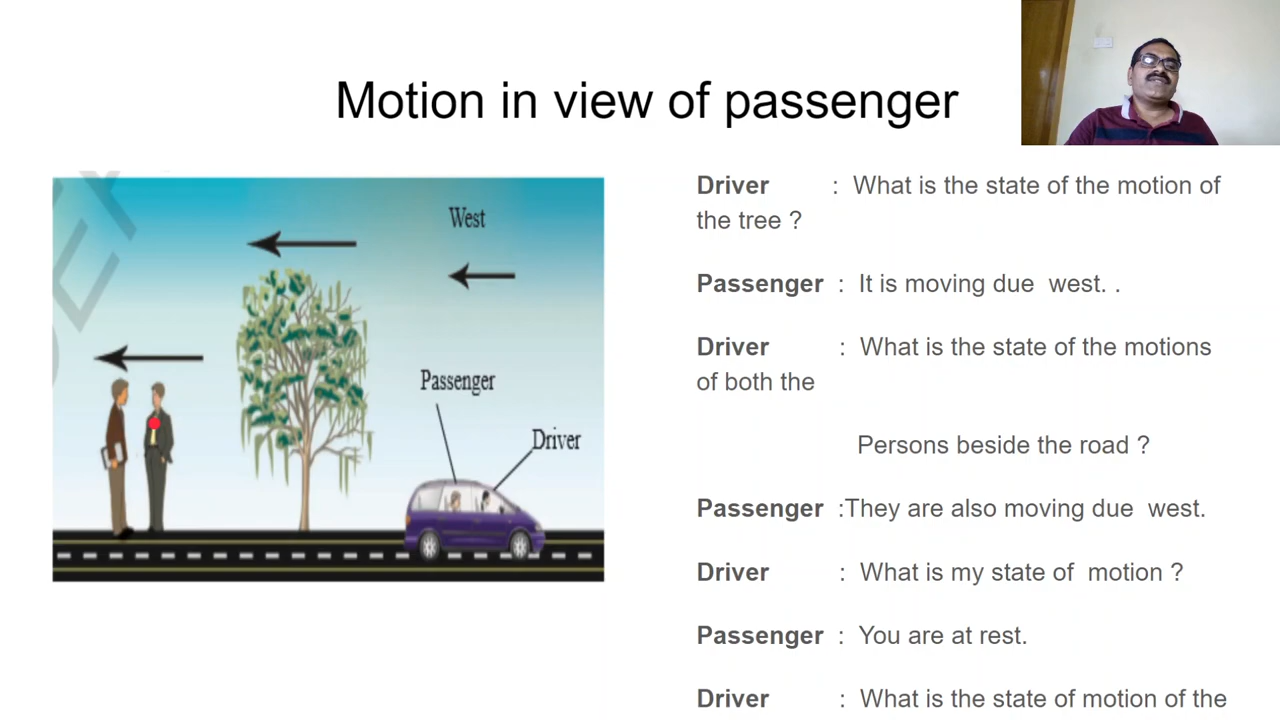 Motion in view of passenger
West
Passenger
Driver
Driver : What is the state of the motion of
the tree ?
Passenger : It is moving due west. .
Driver : What is the state of the motions
of both the
Persons beside the road ?
Passenger :They are also moving due west.
Driver : What is my state of motion ?
Passenger : You are at rest.
Driver : What is the state of motion of the